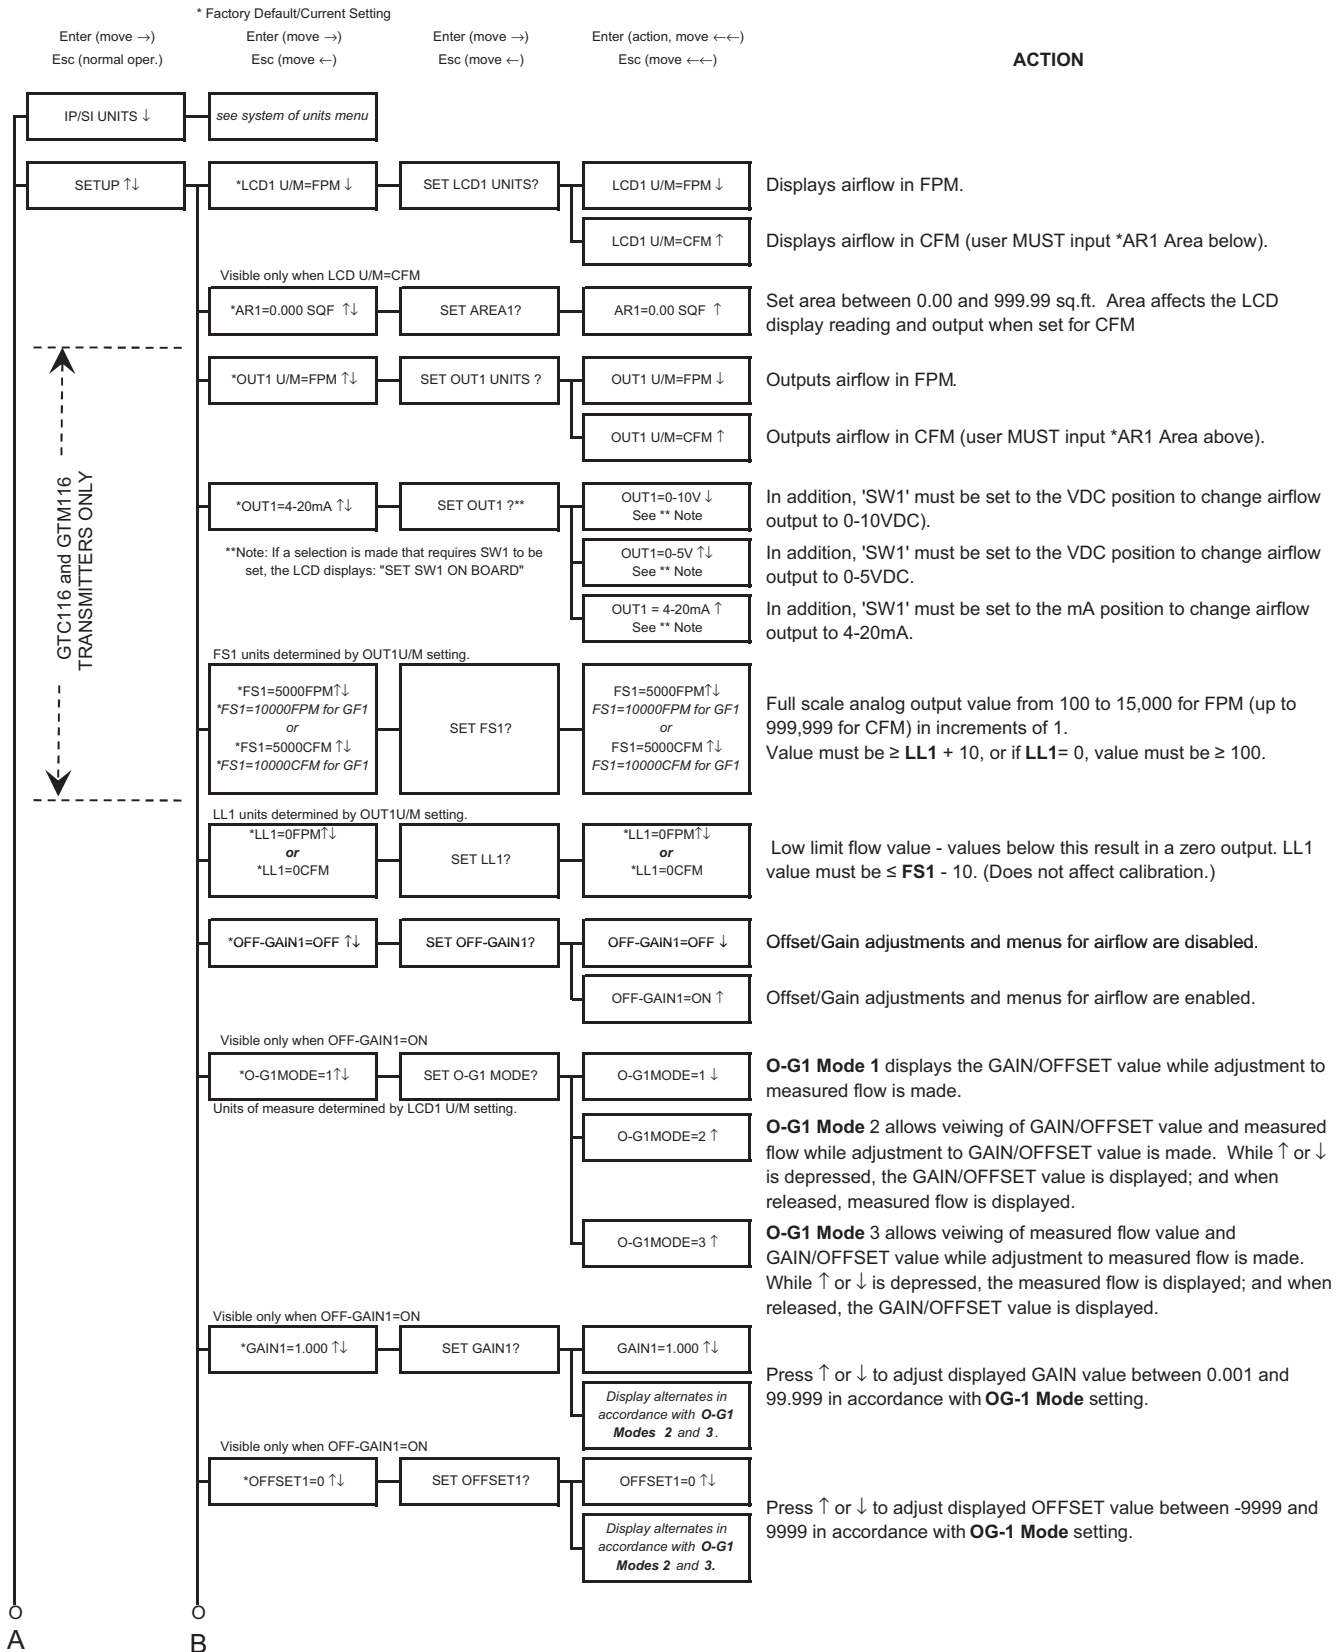 * Factory Default/Current Setting
Enter (move →) Enter (move →) Enter (move →) Enter (action, move ←←)
Esc (normal oper.) Esc (move ←) Esc (move ←) Esc (move ←←) ACTION
IP/SI UNITS ↓ see system of units menu
SETUP ↑↓ *LCD1 U/M=FPM ↓ SET LCD1 UNITS? LCD1 U/M=FPM ↓ Displays airflow in FPM.
LCD1 U/M=CFM ↑ Displays airflow in CFM (user MUST input *AR1 Area below).
Visible only when LCD U/M=CFM
*AR1=0.000 SQF ↑↓ SET AREA1? AR1=0.00 SQF ↑
Set area between 0.00 and 999.99 sq.ft. Area affects the LCD
display reading and output when set for CFM
GTC116 and GTM116
TRANSMITTERS ONLY
*OUT1 U/M=FPM ↑↓ SET OUT1 UNITS ? OUT1 U/M=FPM ↓ Outputs airflow in FPM.
OUT1 U/M=CFM ↑ Outputs airflow in CFM (user MUST input *AR1 Area above).
*OUT1=4-20mA ↑↓ SET OUT1 ?**
OUT1=0-10V ↓
See ** Note
In addition, 'SW1' must be set to the VDC position to change airflow
output to 0-10VDC).
**Note: If a selection is made that requires SW1 to be
set, the LCD displays: "SET SW1 ON BOARD"
OUT1=0-5V ↑↓
See ** Note
In addition, 'SW1' must be set to the VDC position to change airflow
output to 0-5VDC.
OUT1 = 4-20mA ↑
See ** Note
In addition, 'SW1' must be set to the mA position to change airflow
output to 4-20mA.
FS1 units determined by OUT1U/M setting.
*FS1=5000FPM↑↓
*FS1=10000FPM for GF1
or
*FS1=5000CFM ↑↓
*FS1=10000CFM for GF1
SET FS1?
FS1=5000FPM↑↓
FS1=10000FPM for GF1
or
FS1=5000CFM ↑↓
FS1=10000CFM for GF1
Full scale analog output value from 100 to 15,000 for FPM (up to
999,999 for CFM) in increments of 1.
Value must be ≥ LL1 + 10, or if LL1= 0, value must be ≥ 100.
LL1 units determined by OUT1U/M setting.
*LL1=0FPM↑↓
or
*LL1=0CFM
SET LL1?
*LL1=0FPM↑↓
or
*LL1=0CFM
Low limit flow value - values below this result in a zero output. LL1
value must be ≤ FS1 - 10. (Does not affect calibration.)
*OFF-GAIN1=OFF ↑↓ SET OFF-GAIN1? OFF-GAIN1=OFF ↓ Offset/Gain adjustments and menus for airflow are disabled.
OFF-GAIN1=ON ↑ Offset/Gain adjustments and menus for airflow are enabled.
Visible only when OFF-GAIN1=ON
*O-G1MODE=1↑↓ SET O-G1 MODE? O-G1MODE=1 ↓
O-G1 Mode 1 displays the GAIN/OFFSET value while adjustment to
measured flow is made.
Units of measure determined by LCD1 U/M setting.
O-G1MODE=2 ↑
O-G1 Mode 2 allows veiwing of GAIN/OFFSET value and measured
flow while adjustment to GAIN/OFFSET value is made. While ↑ or ↓
is depressed, the GAIN/OFFSET value is displayed; and when
released, measured flow is displayed.
O-G1MODE=3 ↑
O-G1 Mode 3 allows veiwing of measured flow value and
GAIN/OFFSET value while adjustment to measured flow is made.
While ↑ or ↓ is depressed, the measured flow is displayed; and when
released, the GAIN/OFFSET value is displayed.
Visible only when OFF-GAIN1=ON
*GAIN1=1.000 ↑↓ SET GAIN1? GAIN1=1.000 ↑↓
Display alternates in
accordance with O-G1
Modes 2 and 3.
Press ↑ or ↓ to adjust displayed GAIN value between 0.001 and
99.999 in accordance with OG-1 Mode setting.
Visible only when OFF-GAIN1=ON
*OFFSET1=0 ↑↓ SET OFFSET1? OFFSET1=0 ↑↓
Display alternates in
accordance with O-G1
Modes 2 and 3.
Press ↑ or ↓ to adjust displayed OFFSET value between -9999 and
9999 in accordance with OG-1 Mode setting.
O O
A B